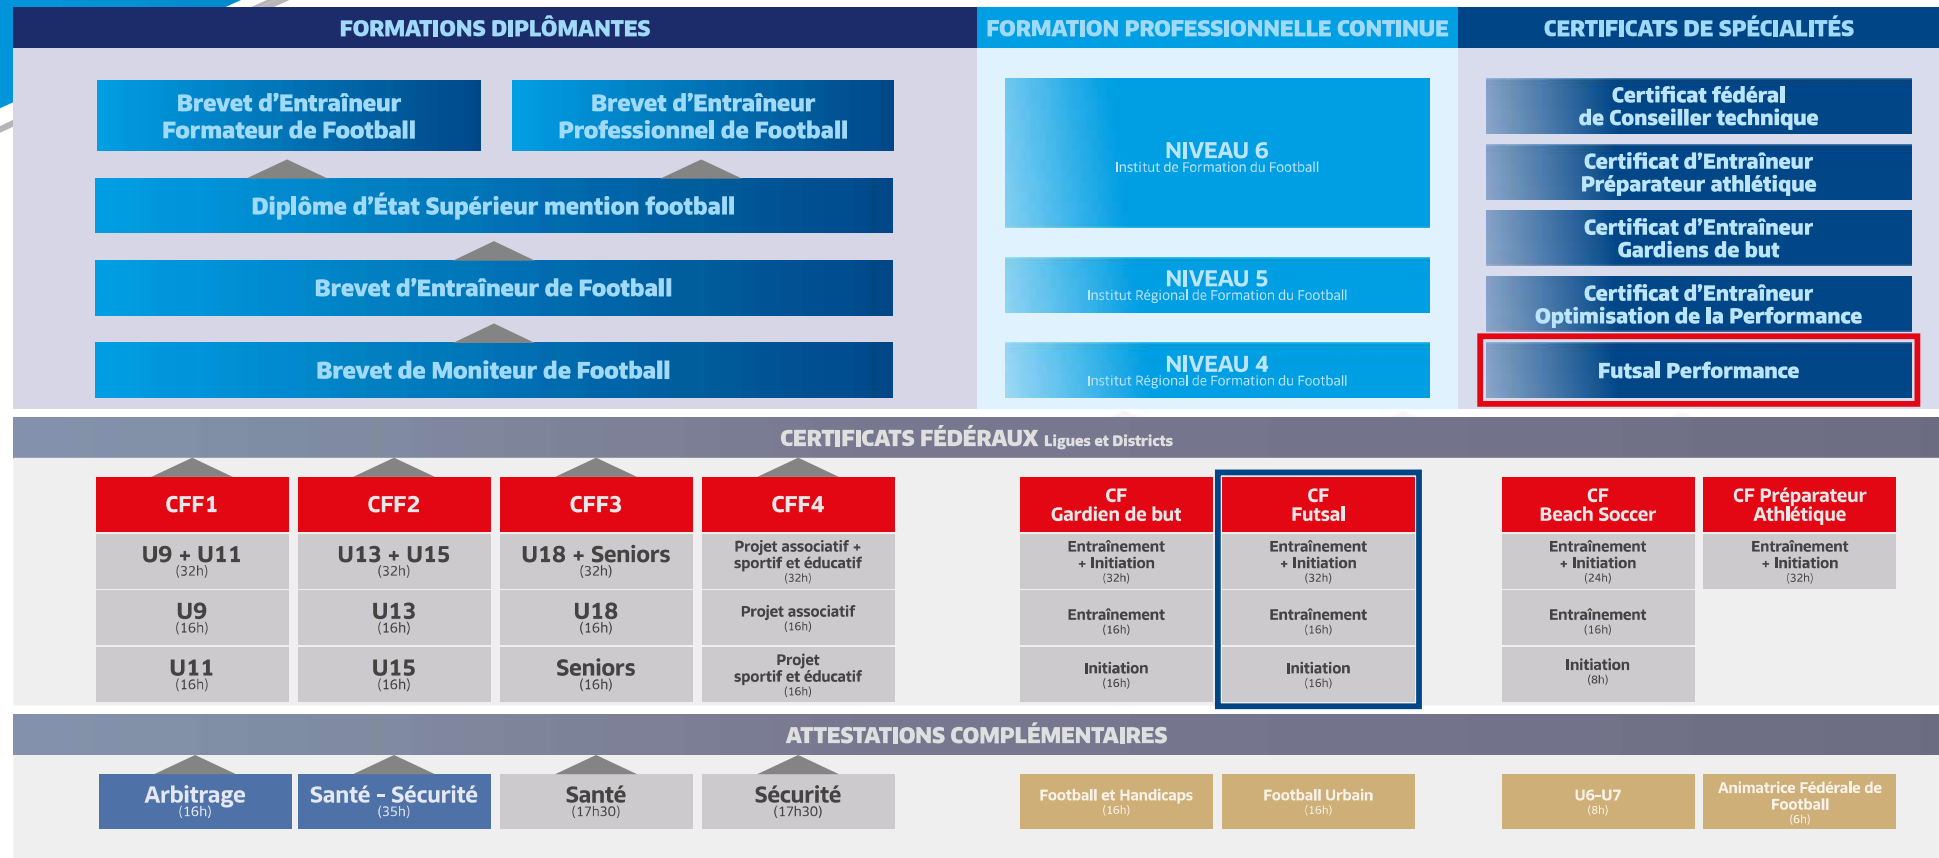 FORMATIONS DIPLÔMANTES
FORMATION PROFESSIONNELLE CONTINUE
CERTIFICATS DE SPÉCIALITÉS
Brevet d'Entraîneur
Formateur de Football
Brevet d'Entraîneur
Professionnel de Football
Diplôme d'État Supérieur mention football
Brevet d'Entraîneur de Football
Brevet de Moniteur de Football
NIVEAU 6
Institut de Formation du Football
NIVEAU 5
Institut Régional de Formation du Football
NIVEAU 4
Institut Régional de Formation du Football
Certificat fédéral
de Conseiller technique
Certificat d'Entraîneur
Préparateur athlétique
Certificat d'Entraîneur
Gardiens de but
Certificat d'Entraîneur
Optimisation de la Performance
Futsal Performance
CERTIFICATS FÉDÉRAUX Ligues et Districts
CFF1
U9 + U11
(32h)
U9
(16h)
U11
(16h)
CFF2
U13 + U15
(32h)
U13
(16h)
U15
(16h)
CFF3
U18 + Seniors
(32h)
U18
(16h)
Seniors
(16h)
CFF4
Projet associatif +
sportif et éducatif
(32h)
Projet associatif
(16h)
Projet
sportif et éducatif
(16h)
CF
Gardien de but
Entraînement
+ Initiation
(32h)
Entraînement
(16h)
Initiation
(16h)
CF
Futsal
Entraînement
+ Initiation
(32h)
Entraînement
(16h)
Initiation
(16h)
CF
Beach Soccer
Entraînement
+ Initiation
(24h)
Entraînement
(16h)
Initiation
(8h)
CF Préparateur
Athlétique
Entraînement
+ Initiation
(32h)
ATTESTATIONS COMPLÉMENTAIRES
Arbitrage
(16h)
Santé - Sécurité
(35h)
Santé
(17h30)
Sécurité
(17h30)
Football et Handicaps
(16h)
Football Urbain
(16h)
U6-U7
(8h)
Animatrice Fédérale de
Football
(6h)